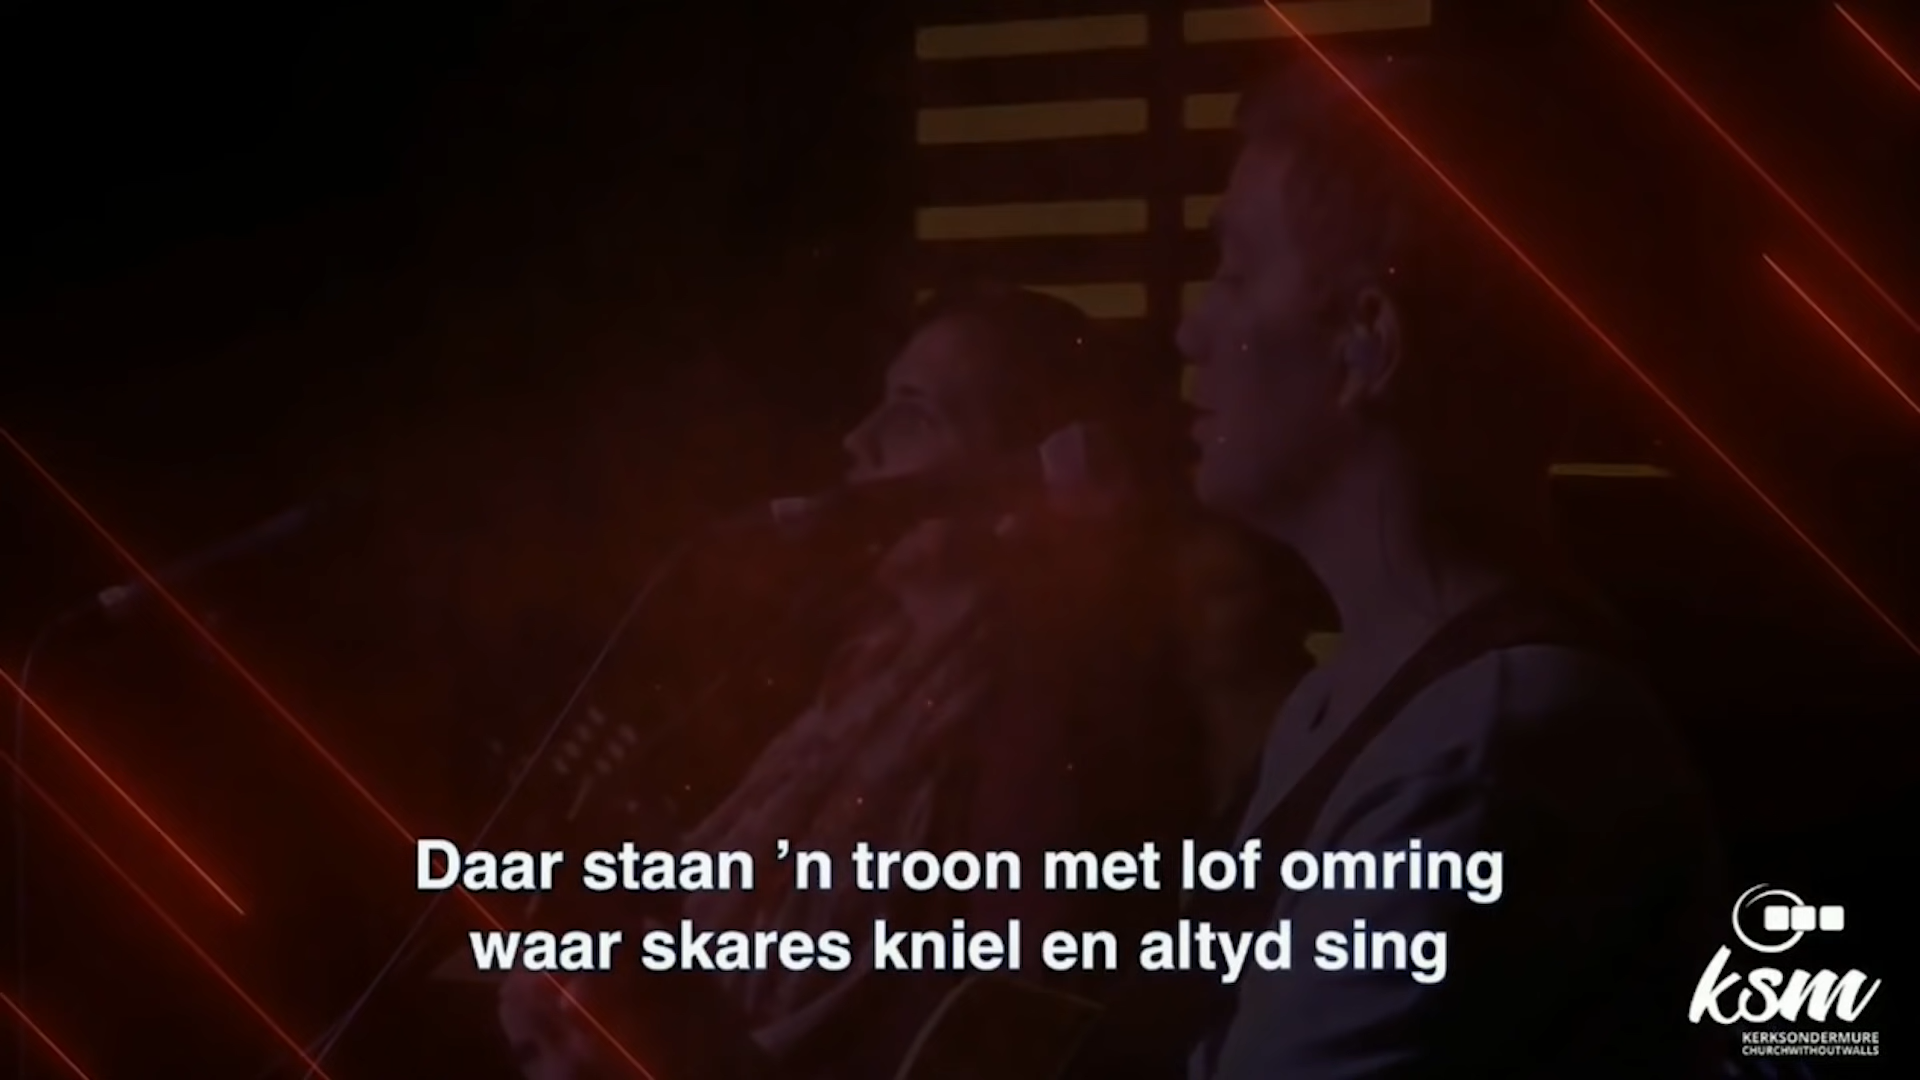 Daar staan ’n troon met lof omring
waar skares kniel en altyd sing
ksm
KERKSONDERMURE
CHURCHWITHOUTWALLS